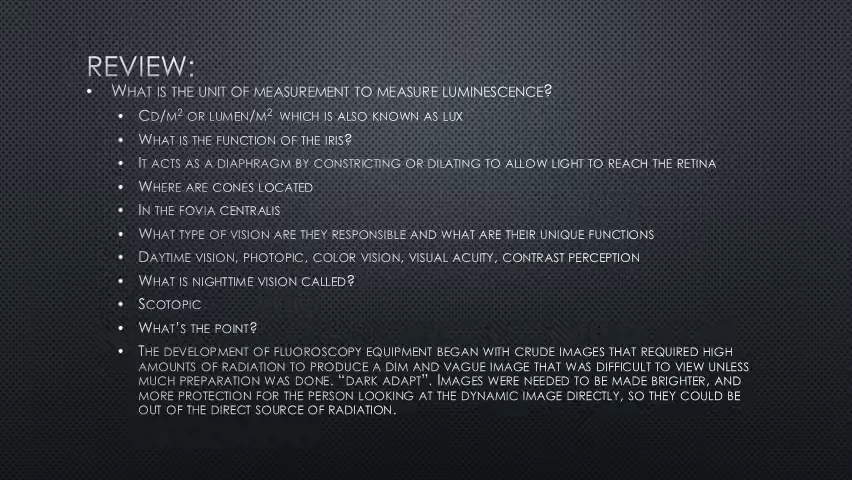 REVIEW:
• WHAT IS THE UNIT OF MEASUREMENT TO MEASURE LUMINESCENCE?
• CD/M² OR LUMEN/M² WHICH IS ALSO KNOWN AS LUX
• WHAT IS THE FUNCTION OF THE IRIS?
• IT ACTS AS A DIAPHRAGM BY CONSTRICTING OR DILATING TO ALLOW LIGHT TO REACH THE RETINA
• WHERE ARE CONES LOCATED
• IN THE FOVIA CENTRALIS
• WHAT TYPE OF VISION ARE THEY RESPONSIBLE AND WHAT ARE THEIR UNIQUE FUNCTIONS
• DAYTIME VISION, PHOTOPIC, COLOR VISION, VISUAL ACUITY, CONTRAST PERCEPTION
• WHAT IS NIGHTTIME VISION CALLED?
• SCOTOPIC
• WHAT'S THE POINT?
• THE DEVELOPMENT OF FLUOROSCOPY EQUIPMENT BEGAN WITH CRUDE IMAGES THAT REQUIRED HIGH
AMOUNTS OF RADIATION TO PRODUCE A DIM AND VAGUE IMAGE THAT WAS DIFFICULT TO VIEW UNLESS
MUCH PREPARATION WAS DONE. “DARK ADAPT”. IMAGES WERE NEEDED TO BE MADE BRIGHTER, AND
MORE PROTECTION FOR THE PERSON LOOKING AT THE DYNAMIC IMAGE DIRECTLY, SO THEY COULD BE
OUT OF THE DIRECT SOURCE OF RADIATION.